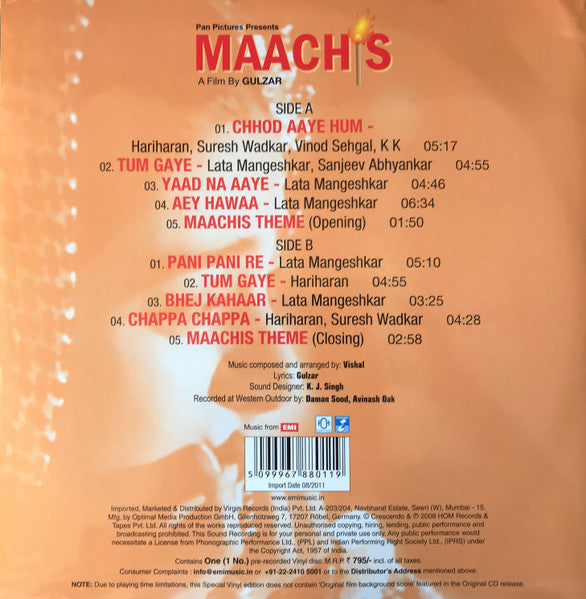 Pan Pictures Presents
MAACHIS
A Film By GULZAR
SIDE A
01. CHHOD AAYE HUM -
Hariharan, Suresh Wadkar, Vinod Sehgal, K K 05:17
02. TUM GAYE - Lata Mangeshkar, Sanjeev Abhyankar 04:55
03. YAAD NA AAYE - Lata Mangeshkar 04:46
04. AEY HAWAA - Lata Mangeshkar 06:34
05. MAACHIS THEME (Opening) 01:50
SIDE B
01. PANI PANI RE - Lata Mangeshkar 05:10
02. TUM GAYE - Hariharan 04:55
03. BHEJ KAHAAR - Lata Mangeshkar 03:25
04. CHAPPA CHAPPA - Hariharan, Suresh Wadkar 04:28
05. MAACHIS THEME (Closing) 02:58
Music composed and arranged by: Vishal
Lyrics: Gulzar
Sound Designer: K. J. Singh
Recorded at Western Outdoor by: Daman Sood, Avinash Oak
Music from EMI
5 099967 880119
Import Date 08/2011
www.emimusic.in
Imported, Marketed & Distributed by Virgin Records (India) Pvt. Ltd. A-203/204, Navbharat Estate, Sewri (W), Mumbai - 15.
Mfg. by Optimal Media Production GmbH, Glienholzweg 7, 17207 Röbel, Germany. © Crescendo & ℗ 2008 HOM Records &
Tapes Pvt. Ltd. All rights of the works reproduced reserved. Unauthorised copying, hiring, lending, public performance and
broadcasting prohibited. This Sound Recording is for your personal and private use only. Any public performance would
necessitate a License from Phonographic Performance Ltd., (PPL) and Indian Performing Right Society Ltd., (IPRS) under
the Copyright Act, 1957 of India.
Contains One (1 No.) pre-recorded Vinyl disc. M.R.P. ₹ 795/- incl. of all taxes.
Consumer Complaints : info@emimusic.in or +91-22-2410 5001 or to the Distributor's Address mentioned above.
NOTE: Due to playing time limitations, this Special Vinyl edition does not contain 'Original film background score' featured in the Original CD release.